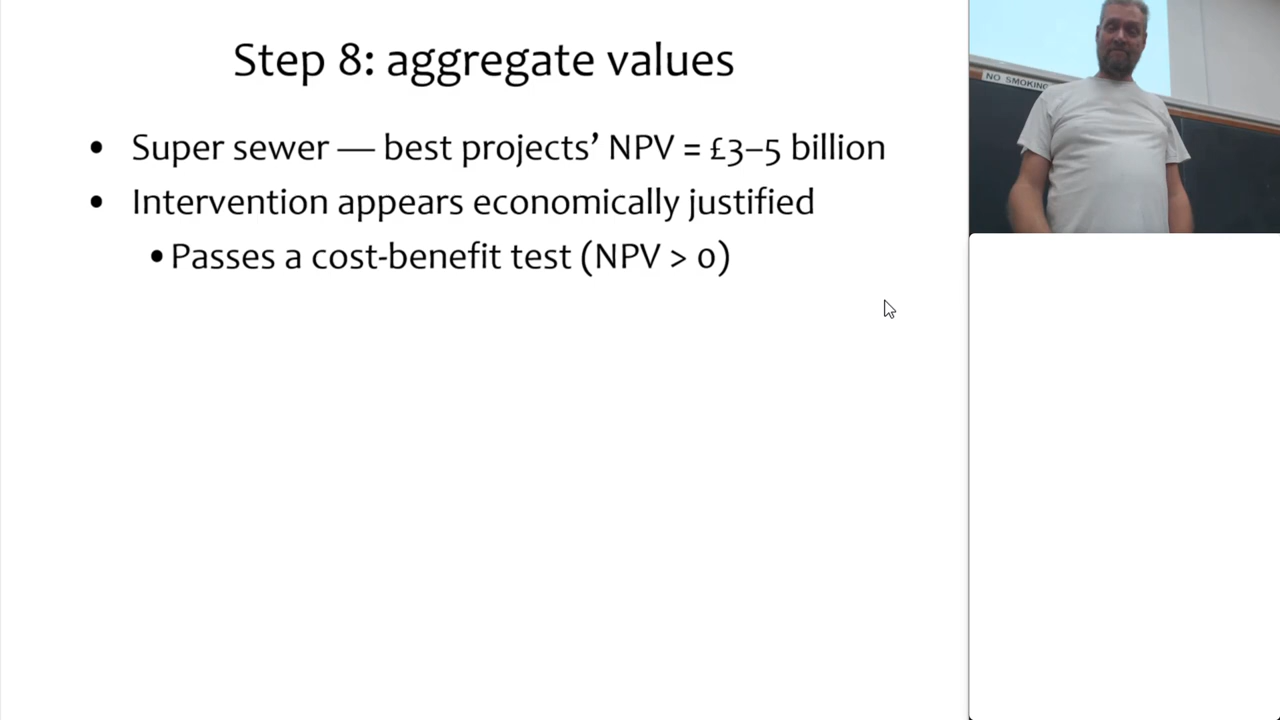 Step 8: aggregate values
• Super sewer — best projects’ NPV = £3–5 billion
• Intervention appears economically justified
• Passes a cost-benefit test (NPV > 0)
NO SMOKING